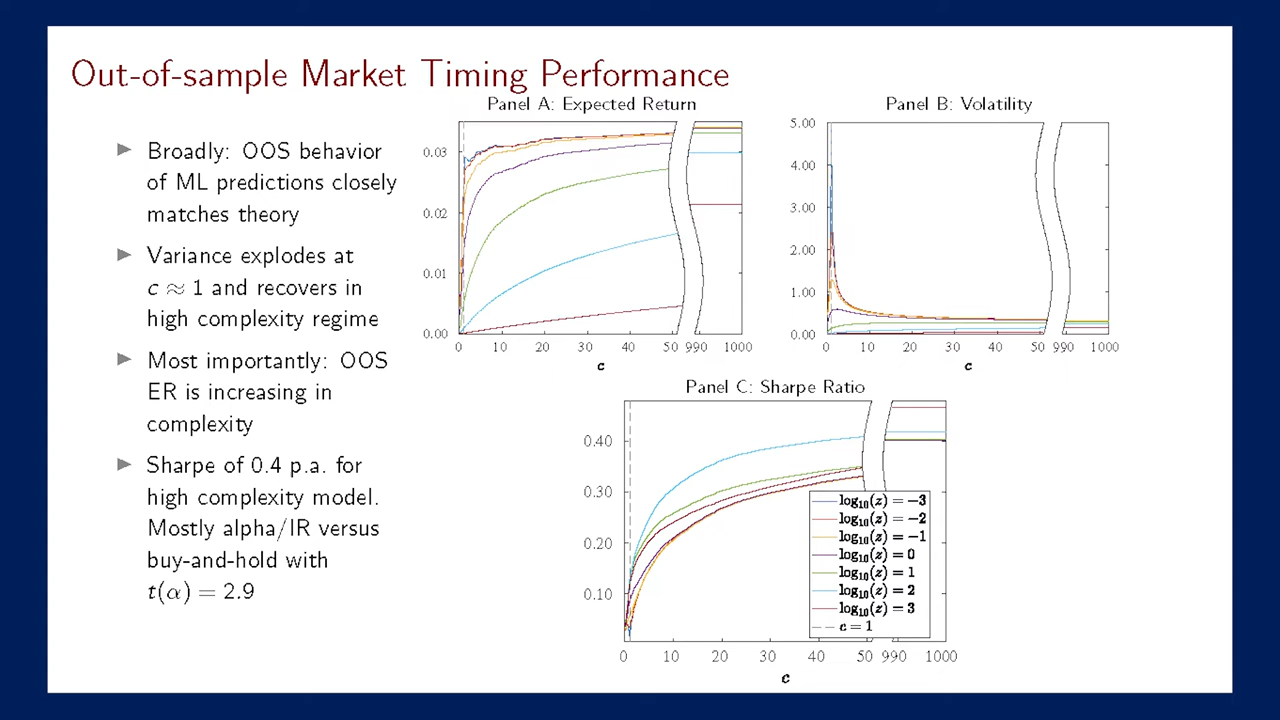 Out-of-sample Market Timing Performance
Broadly: OOS behavior
of ML predictions closely
matches theory
Variance explodes at
c ≈ 1 and recovers in
high complexity regime
Most importantly: OOS
ER is increasing in
complexity
Sharpe of 0.4 p.a. for
high complexity model.
Mostly alpha/IR versus
buy-and-hold with
t(α) = 2.9
Panel A: Expected Return
0.03
0.02
0.01
0.00
0 10 20 30 40 50 990 1000
c
Panel B: Volatility
5.00
4.00
3.00
2.00
1.00
0.00
0 10 20 30 40 50 990 1000
c
Panel C: Sharpe Ratio
0.40
0.30
0.20
0.10
0 10 20 30 40 50 990 1000
c
log10(z) = −3
log10(z) = −2
log10(z) = −1
log10(z) = 0
log10(z) = 1
log10(z) = 2
log10(z) = 3
c = 1